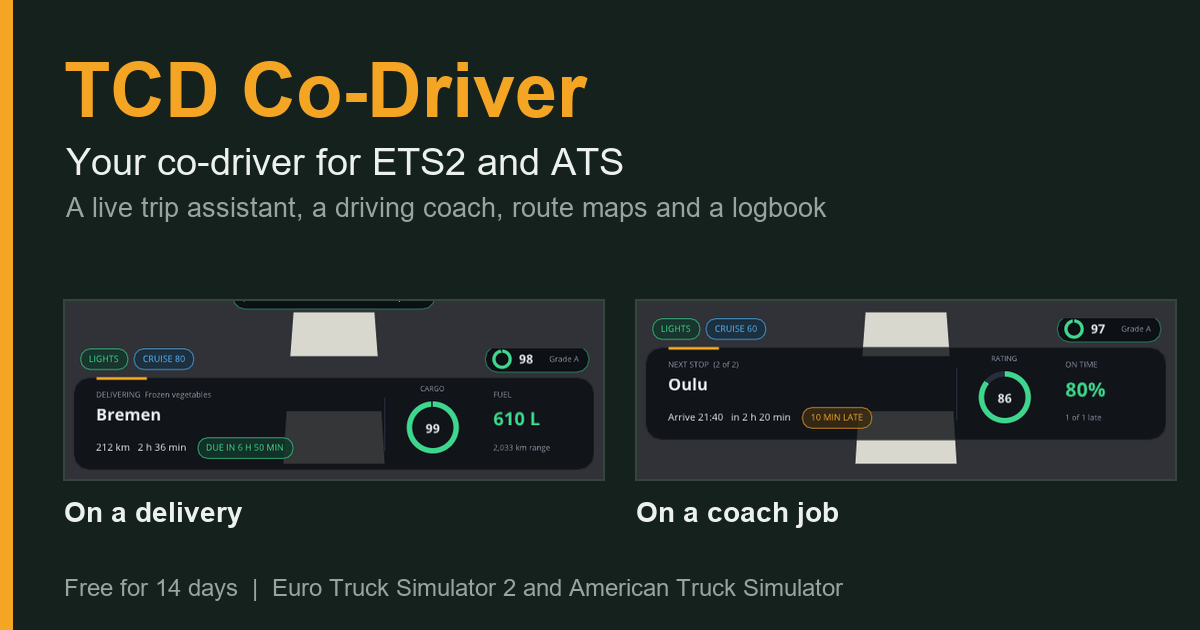 TCD Co-Driver
Your co-driver for ETS2 and ATS
A live trip assistant, a driving coach, route maps and a logbook
LIGHTS
CRUISE 80
98
Grade A
DELIVERING Frozen vegetables
Bremen
212 km 2 h 36 min
DUE IN 6 H 50 MIN
CARGO
99
FUEL
610 L
2,033 km range
LIGHTS
CRUISE 60
97
Grade A
NEXT STOP (2 of 2)
Oulu
Arrive 21:40 in 2 h 20 min
10 MIN LATE
RATING
86
ON TIME
80%
1 of 1 late
On a delivery
On a coach job
Free for 14 days | Euro Truck Simulator 2 and American Truck Simulator